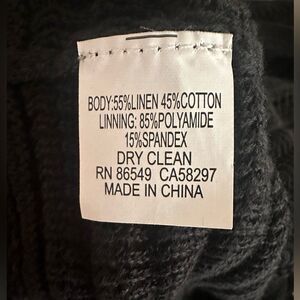 BODY:55%LINEN 45%COTTON
LINNING: 85%POLYAMIDE
15%SPANDEX
DRY CLEAN
RN 86549 CA58297
MADE IN CHINA